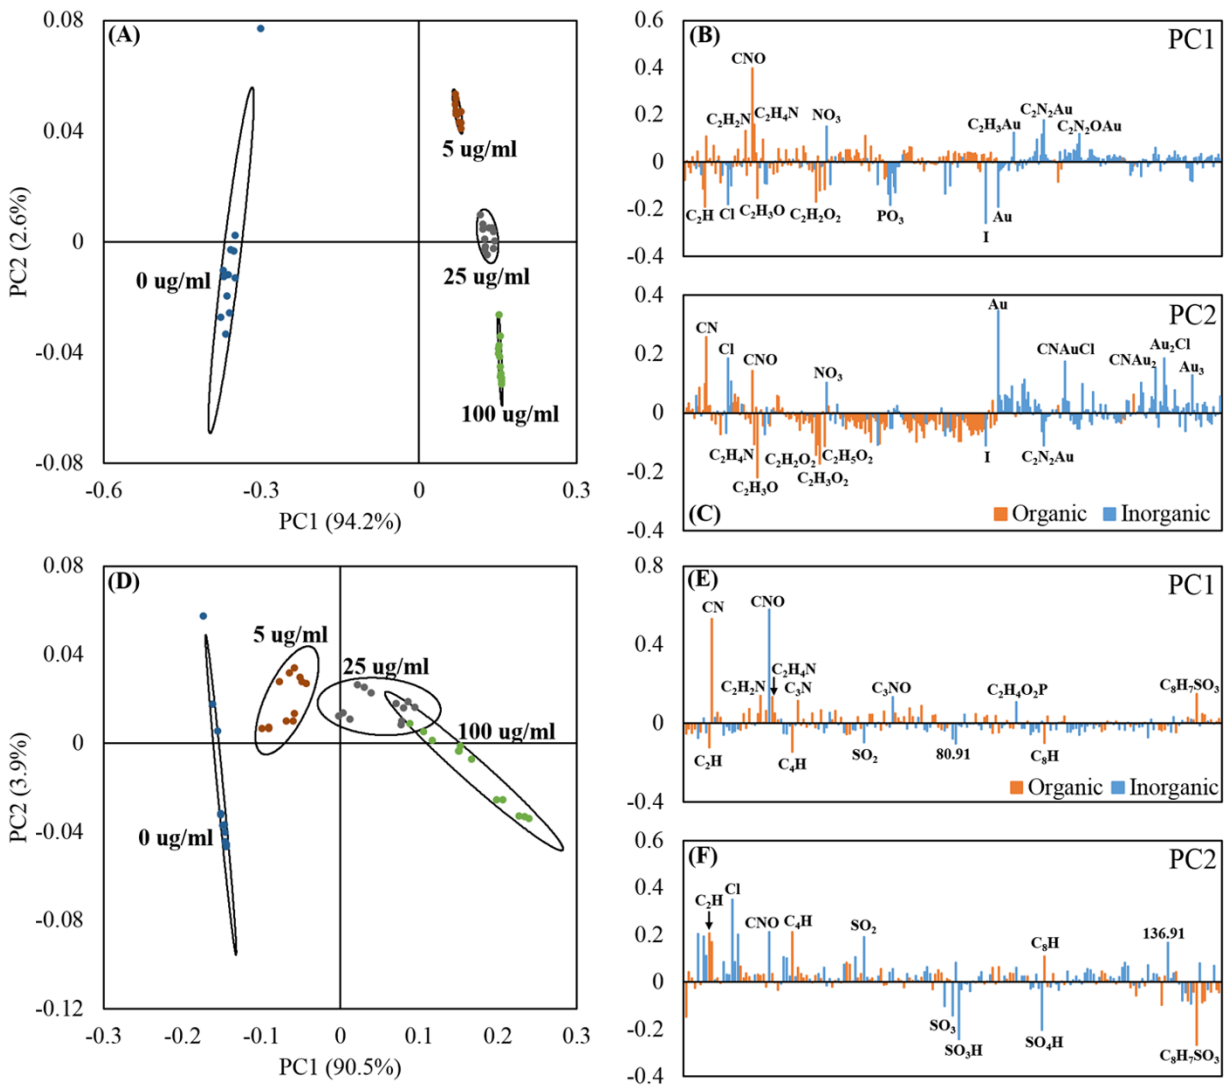 (A)
0.08
0.04
0
-0.04
-0.08
PC2 (2.6%)
5 ug/ml
25 ug/ml
0 ug/ml
100 ug/ml
-0.6
-0.3
0
0.3
PC1 (94.2%)
(B)
PC1
0.6
0.4
0.2
0
-0.2
-0.4
CNO
C₂H₂N
C₂H₄N
NO₃
C₂H₃Au
C₂N₂Au
C₂N₂OAu
C₂H
Cl
C₂H₃O
C₂H₂O₂
PO₃
I
Au
PC2
0.4
0.2
0
-0.2
-0.4
CN
Cl
CNO
NO₃
Au
CNAuCl
CNAu₂
Au₂Cl
Au₃
C₂H₄N
C₂H₃O
C₂H₂O₂
C₂H₃O₂
C₂H₅O₂
I
C₂N₂Au
(C)
Organic
Inorganic
(D)
0.08
0.04
0
-0.04
-0.08
-0.12
PC2 (3.9%)
5 ug/ml
25 ug/ml
100 ug/ml
0 ug/ml
-0.3
-0.2
-0.1
0
0.1
0.2
0.3
PC1 (90.5%)
(E)
PC1
0.8
0.4
0
-0.4
CN
CNO
C₂H₂N
C₂H₄N
C₃N
C₃NO
C₂H₄O₂P
C₈H₇SO₃
C₂H
C₄H
SO₂
80.91
C₈H
Organic
Inorganic
(F)
PC2
0.6
0.4
0.2
0
-0.2
-0.4
C₂H
Cl
CNO
C₄H
SO₂
C₈H
136.91
SO₃
SO₃H
SO₄H
C₈H₇SO₃